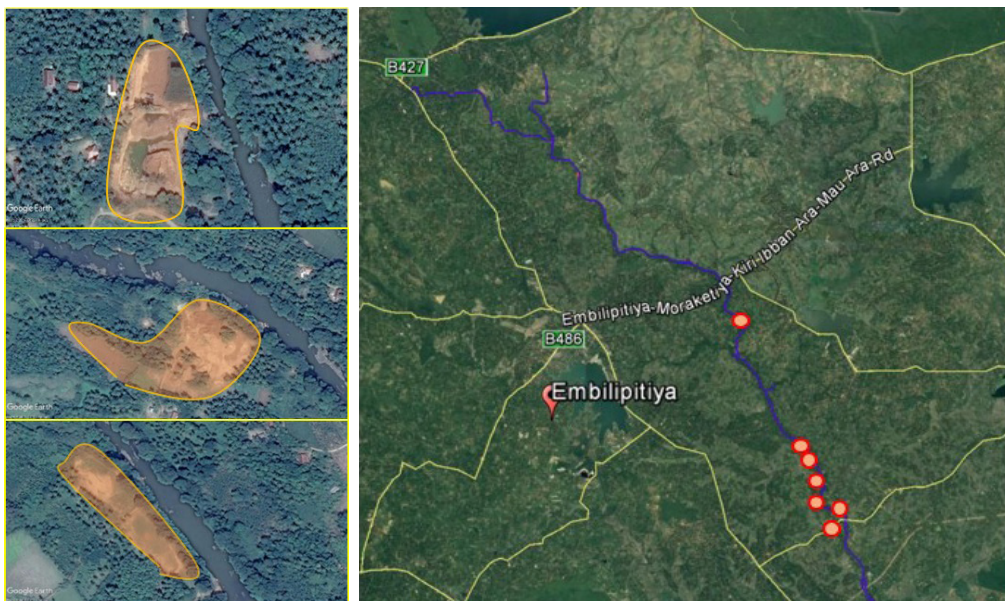 Google Earth
Google Earth
Google Earth
B427
Embilipitiya-Moraketiya-Kiri-Ibban-Ara-Mau-Ara-Rd
B486
Embilipitiya